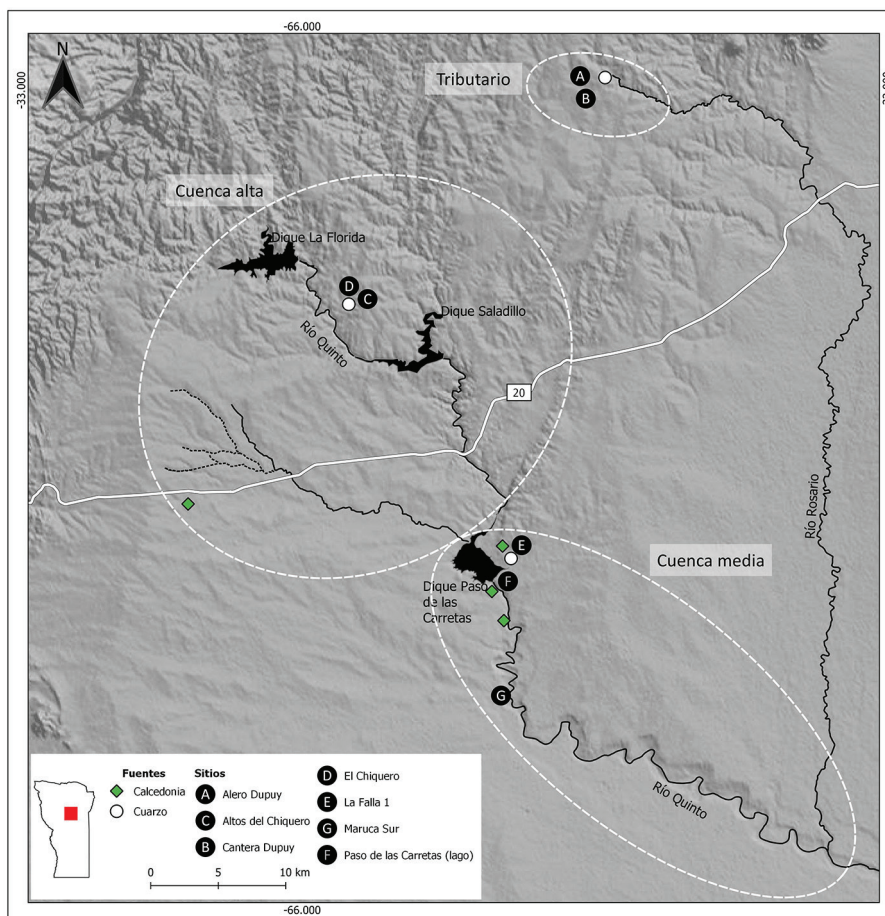 -66.000
N
-33.000
Tributario
A
B
Cuenca alta
Dique La Florida
D
C
Dique Saladillo
Río Quinto
20
Río Rosario
E
Cuenca media
F
Dique Paso
de las
Carretas
G
Río Quinto
Fuentes
Calcedonia
Cuarzo
Sitios
A Alero Dupuy
C Altos del Chiquero
B Cantera Dupuy
D El Chiquero
E La Falla 1
G Maruca Sur
F Paso de las Carretas (lago)
0 5 10 km
-66.000